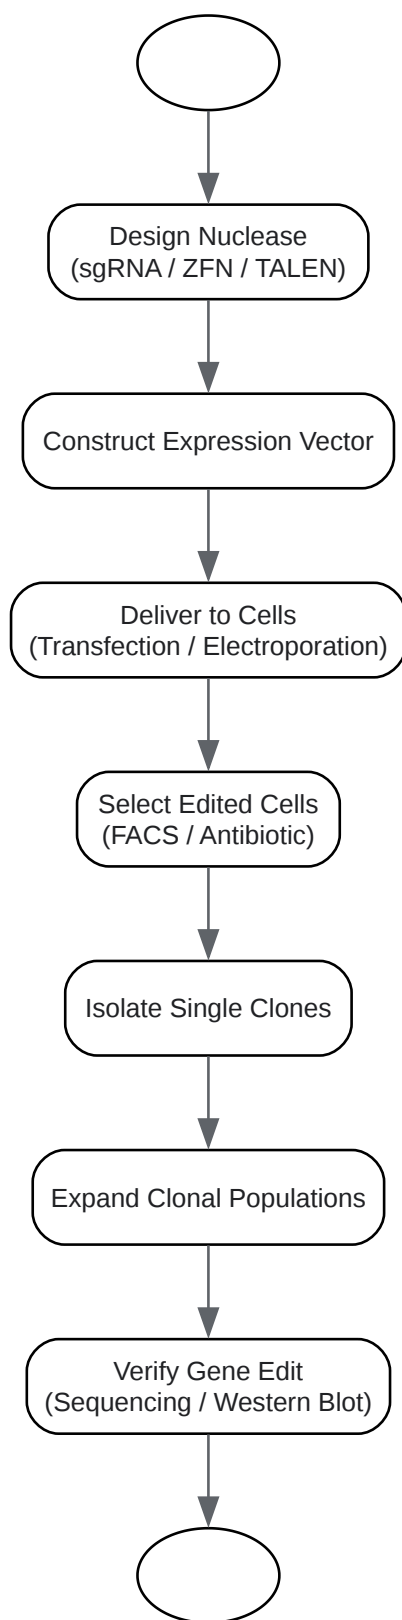 Design Nuclease
(sgRNA / ZFN / TALEN)
Construct Expression Vector
Deliver to Cells
(Transfection / Electroporation)
Select Edited Cells
(FACS / Antibiotic)
Isolate Single Clones
Expand Clonal Populations
Verify Gene Edit
(Sequencing / Western Blot)